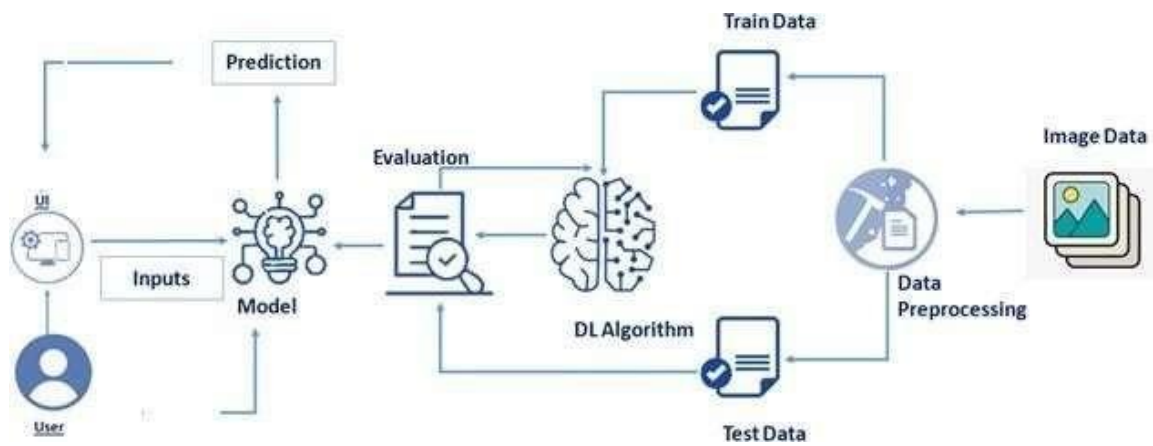 Train Data
Prediction
Image Data
Evaluation
UI
Inputs
Model
Data
Preprocessing
DL Algorithm
User
Test Data